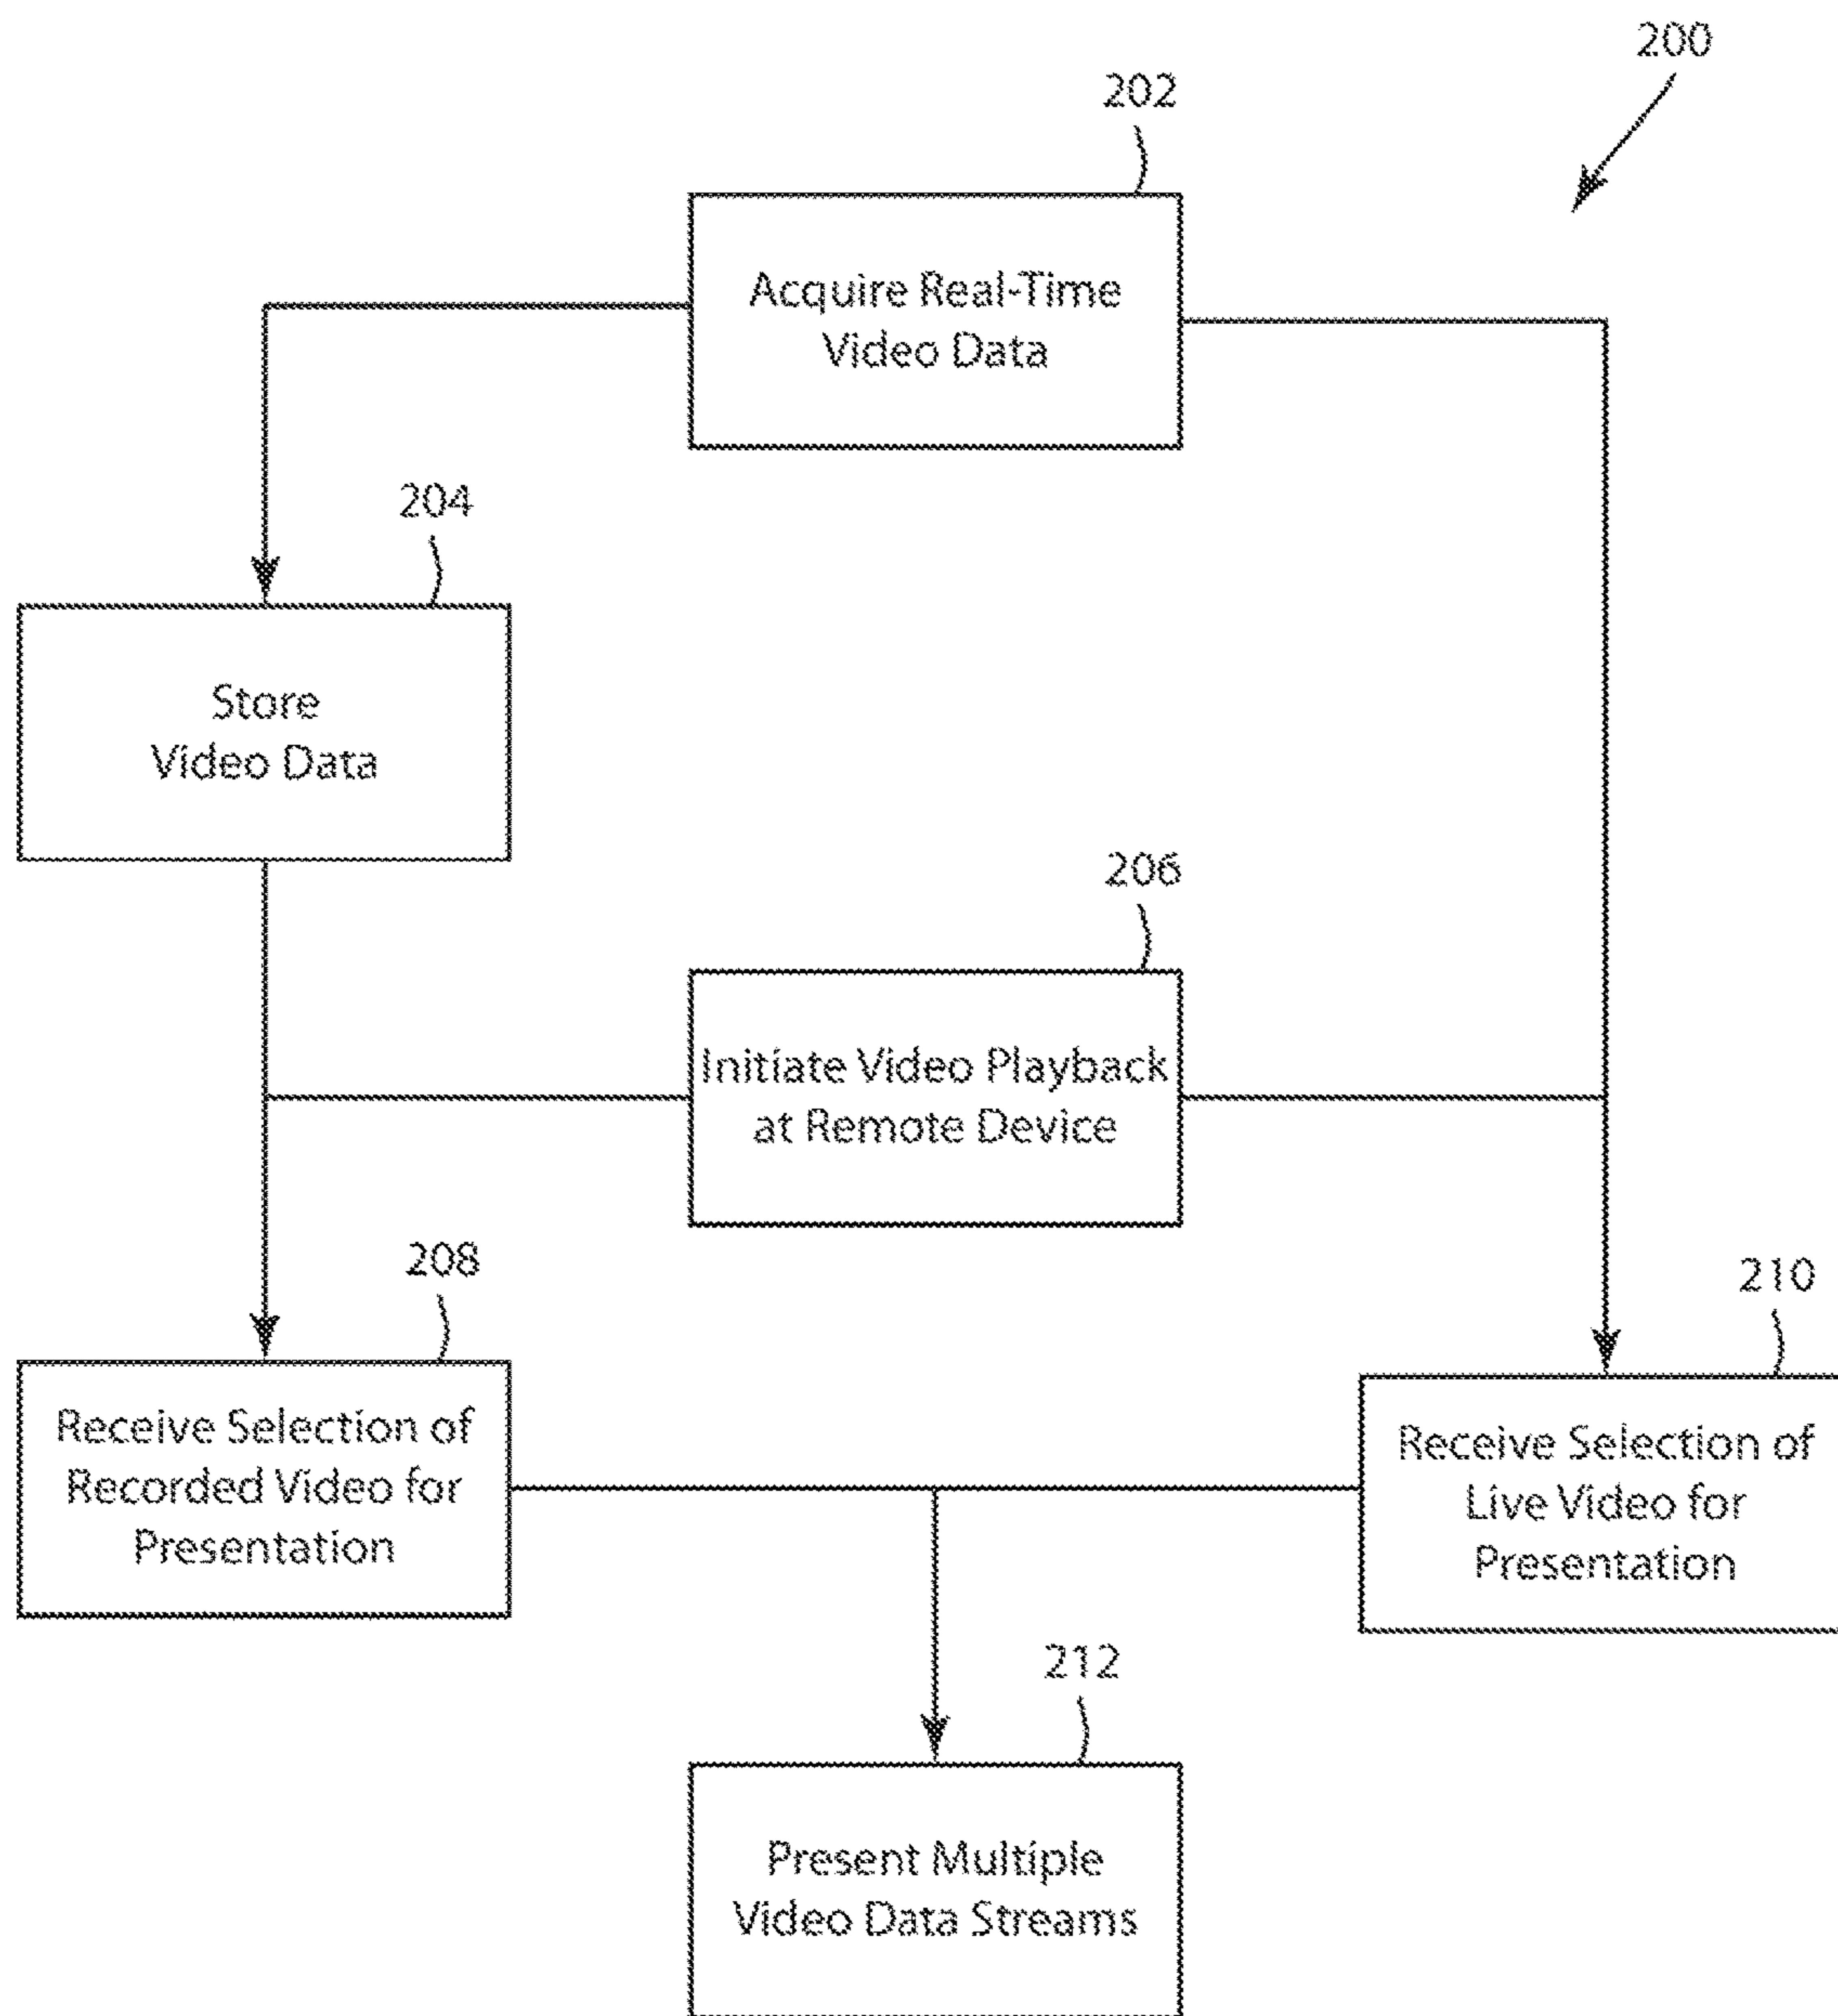 200
202
Acquire Real-Time
Video Data
204
Store
Video Data
206
Initiate Video Playback
at Remote Device
208
Receive Selection of
Recorded Video for
Presentation
210
Receive Selection of
Live Video for
Presentation
212
Present Multiple
Video Data Streams